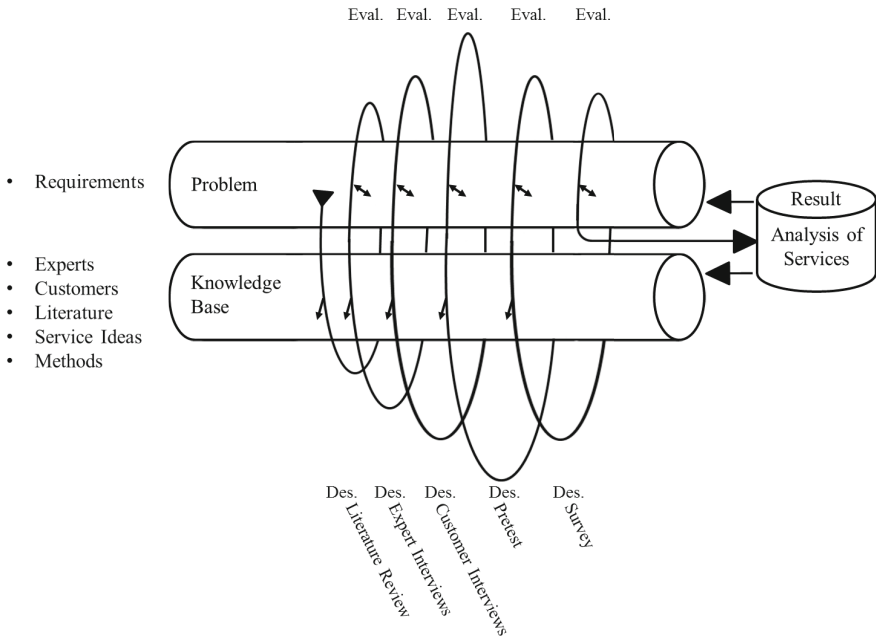 Eval. Eval. Eval. Eval. Eval.
• Requirements
Problem
Result
Analysis of
Services
• Experts
• Customers
• Literature
• Service Ideas
• Methods
Knowledge
Base
Des. Des. Des. Des. Des.
Literature Review
Expert Interviews
Customer Interviews
Pretest
Survey